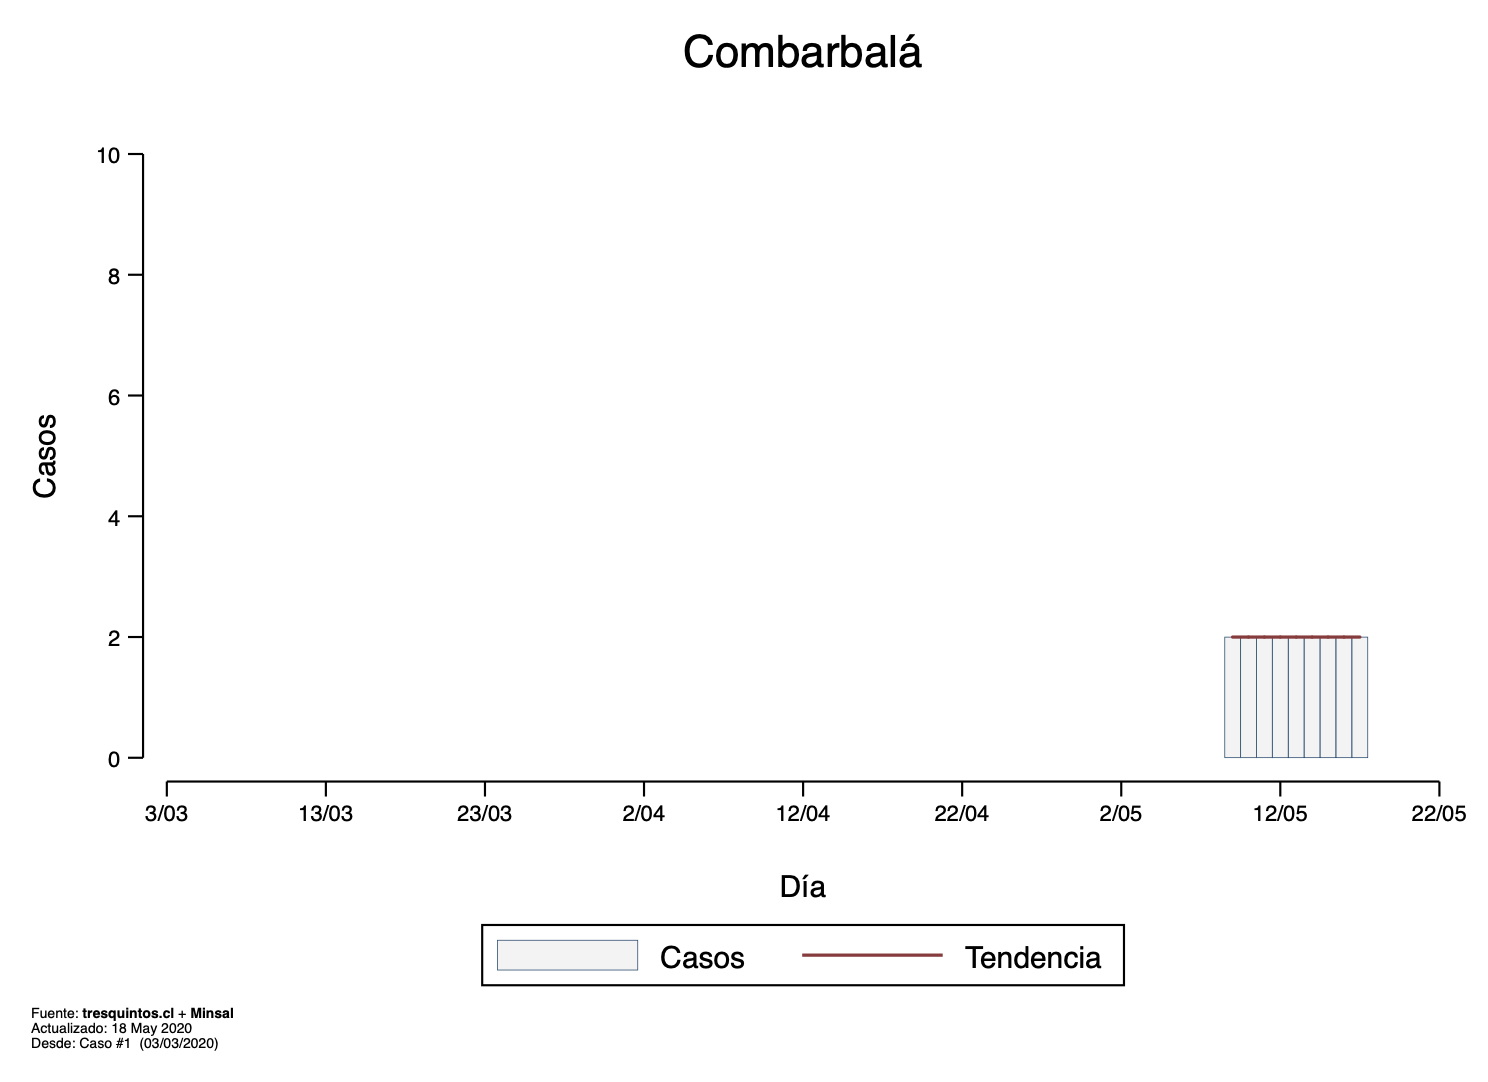 Combarbalá
10
8
6
4
2
0
Casos
3/03 13/03 23/03 2/04 12/04 22/04 2/05 12/05 22/05
Día
Casos Tendencia
Fuente: tresquintos.cl + Minsal
Actualizado: 18 May 2020
Desde: Caso #1 (03/03/2020)